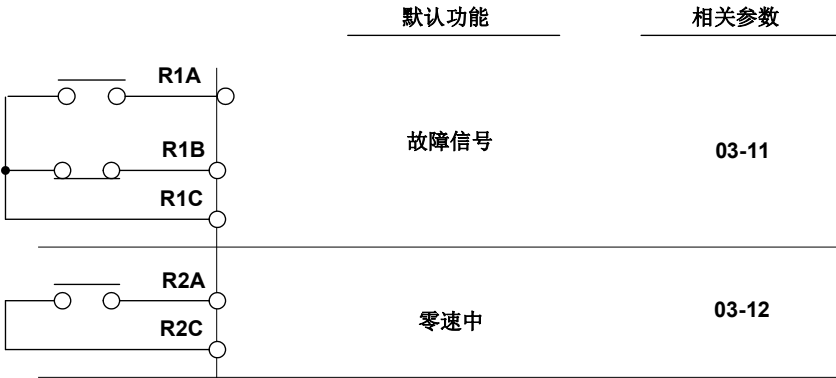 默认功能 相关参数
R1A
R1B
故障信号 03-11
R1C
R2A
R2C
零速中 03-12